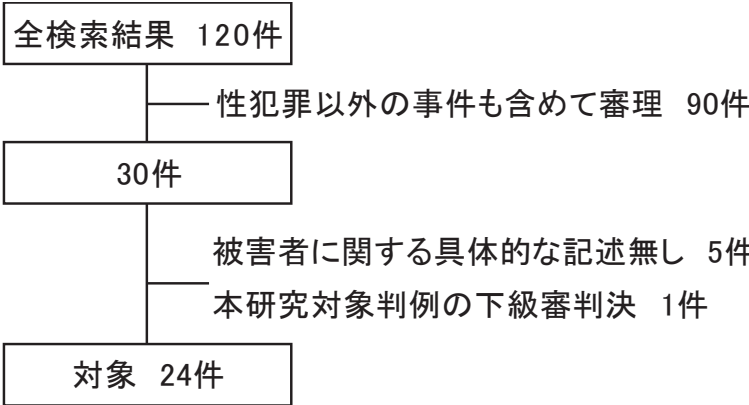 全検索結果 120件
性犯罪以外の事件も含めて審理 90件
30件
被害者に関する具体的な記述無し 5件
本研究対象判例の下級審判決 1件
対象 24件